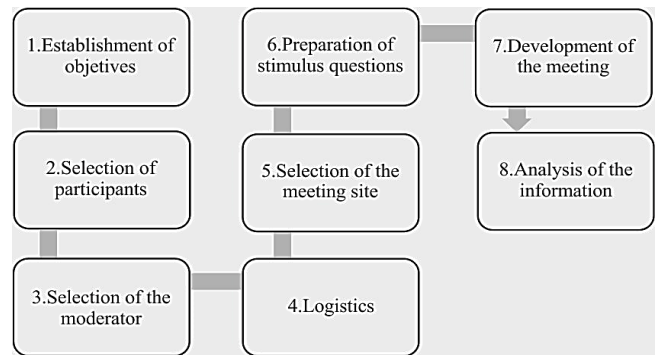 1.Establishment of
objetives
2.Selection of
participants
3.Selection of the
moderator
4.Logistics
5.Selection of the
meeting site
6.Preparation of
stimulus questions
7.Development of
the meeting
8.Analysis of the
information